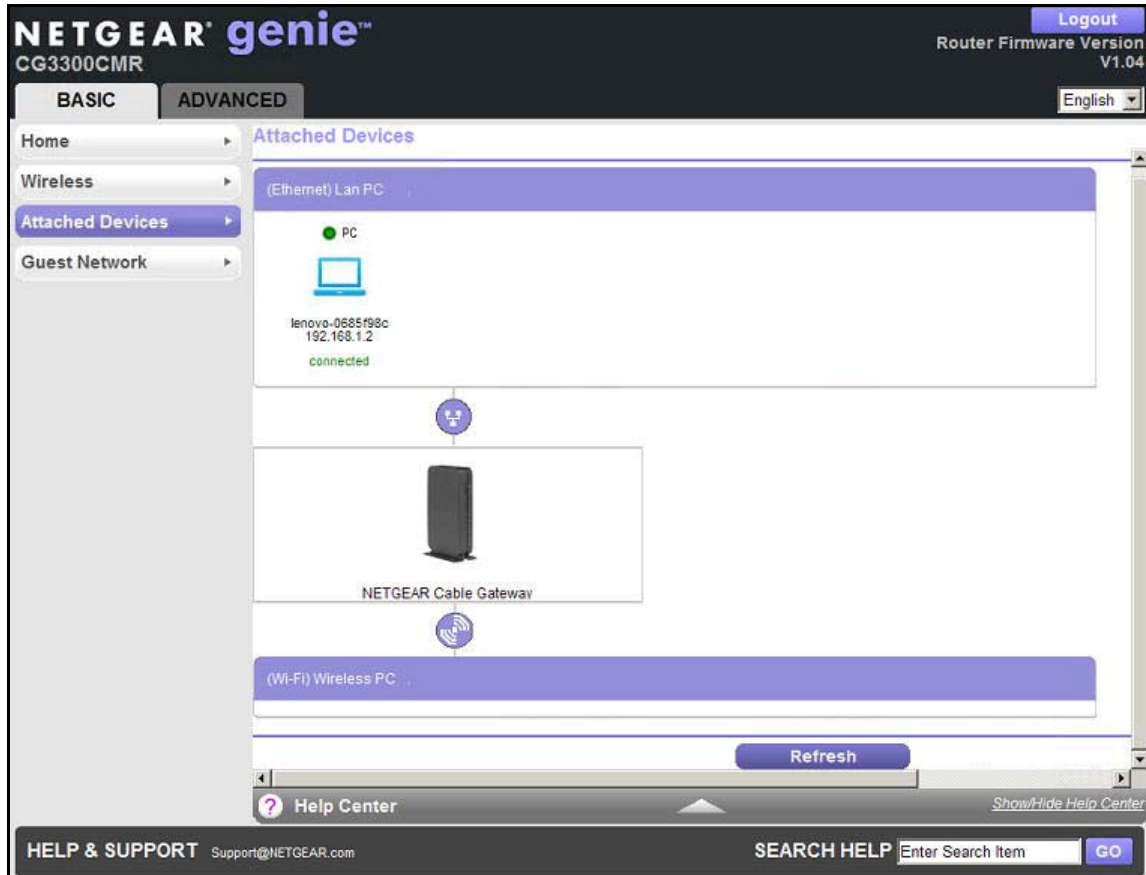 NETGEAR® genie™
CG3300CMR
Logout
Router Firmware Version
V1.04
BASIC
ADVANCED
English
Home
Wireless
Attached Devices
Guest Network
Attached Devices
(Ethernet) Lan PC
PC
lenovo-0685f98c
192.168.1.2
connected
NETGEAR Cable Gateway
(Wi-Fi) Wireless PC
Refresh
? Help Center
Show/Hide Help Center
HELP & SUPPORT Support@NETGEAR.com
SEARCH HELP Enter Search Item GO